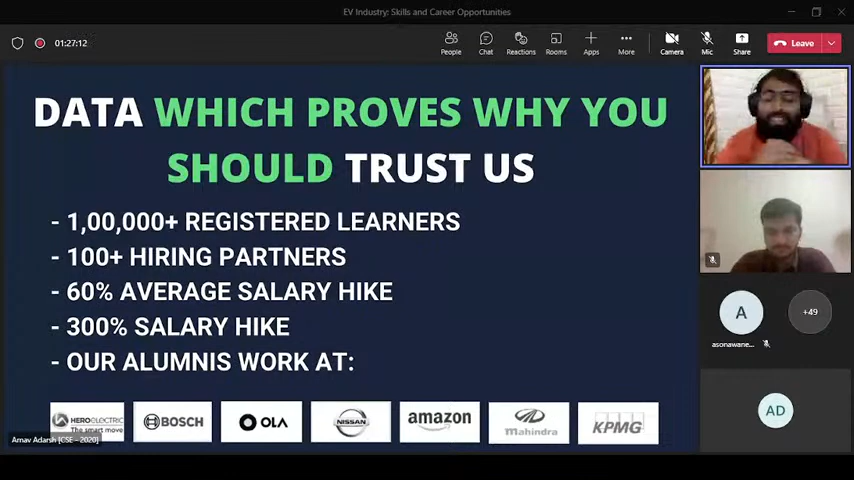 EV Industry: Skills and Career Opportunities
01:27:12
People
Chat
Reactions
Rooms
Apps
More
Camera
Mic
Share
Leave
DATA WHICH PROVES WHY YOU
SHOULD TRUST US
- 1,00,000+ REGISTERED LEARNERS
- 100+ HIRING PARTNERS
- 60% AVERAGE SALARY HIKE
- 300% SALARY HIKE
- OUR ALUMNIS WORK AT:
HERO ELECTRIC
The smart move
BOSCH
OLA
NISSAN
amazon
Mahindra
KPMG
Arnav Adarsh [CSE - 2020]
A
+49
asonawane...
AD